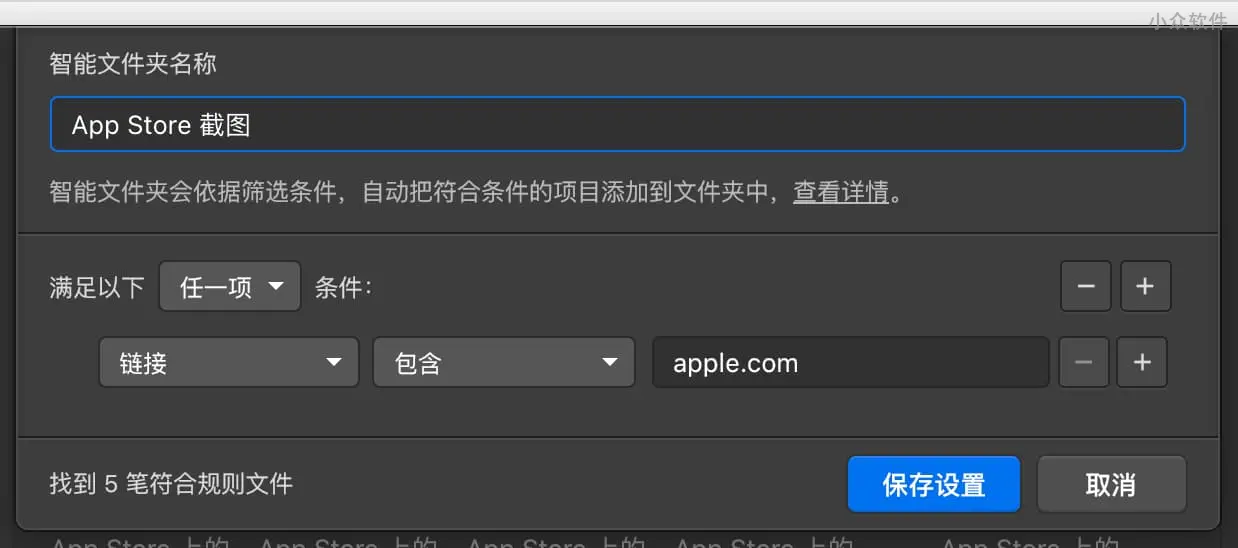 小众软件
智能文件夹名称
App Store 截图
智能文件夹会依据筛选条件，自动把符合条件的项目添加到文件夹中，查看详情。
满足以下 任一项 条件：
链接 包含 apple.com
找到 5 笔符合规则文件 保存设置 取消
App Store 上的 App Store 上的 App Store 上的 App Store 上的 App Store 上的